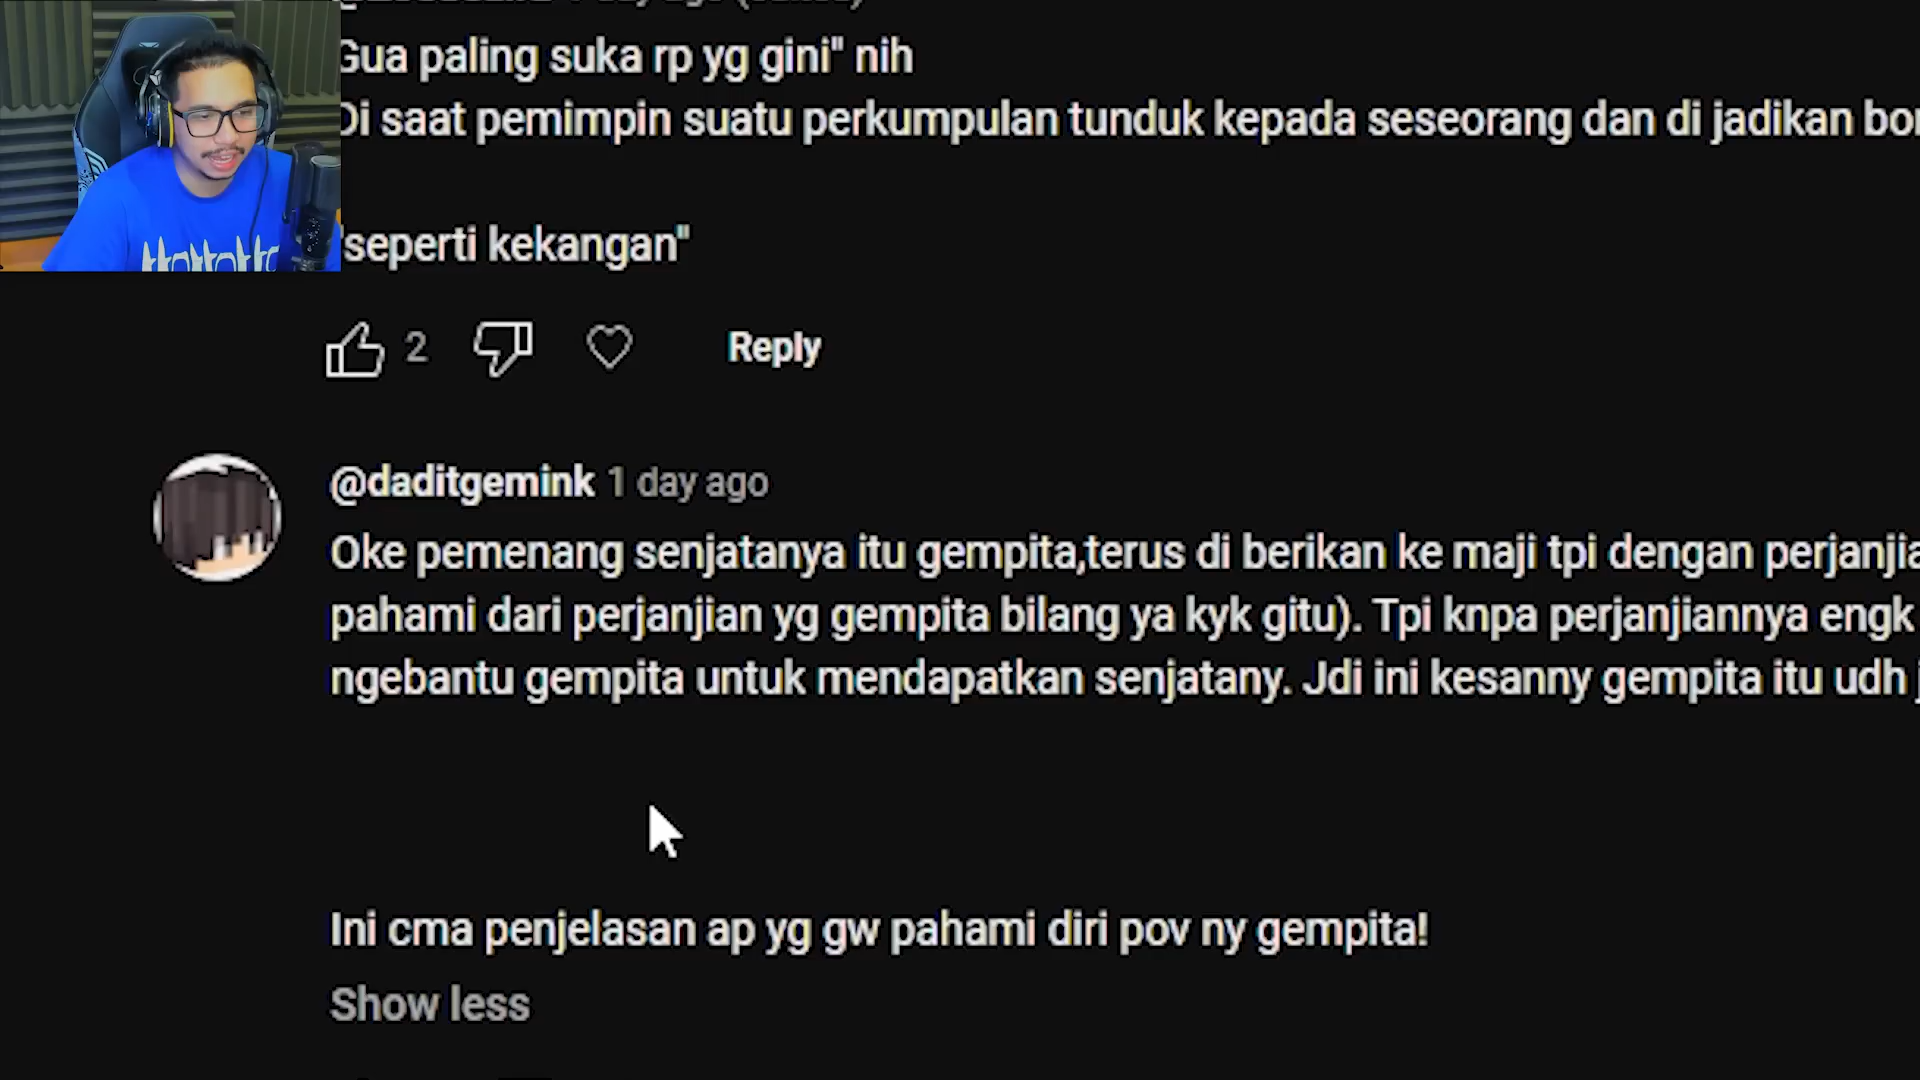 Gua paling suka rp yg gini" nih
Di saat pemimpin suatu perkumpulan tunduk kepada seseorang dan di jadikan
"seperti kekangan"
2
Reply
@daditgemink 1 day ago
Oke pemenang senjatanya itu gempita,terus di berikan ke maji tpi dengan
pahami dari perjanjian yg gempita bilang ya kyk gitu). Tpi knpa perjanjiannya engk
ngebantu gempita untuk mendapatkan senjatany. Jdi ini kesanny gempita itu udh
Ini cma penjelasan ap yg gw pahami diri pov ny gempita!
Show less